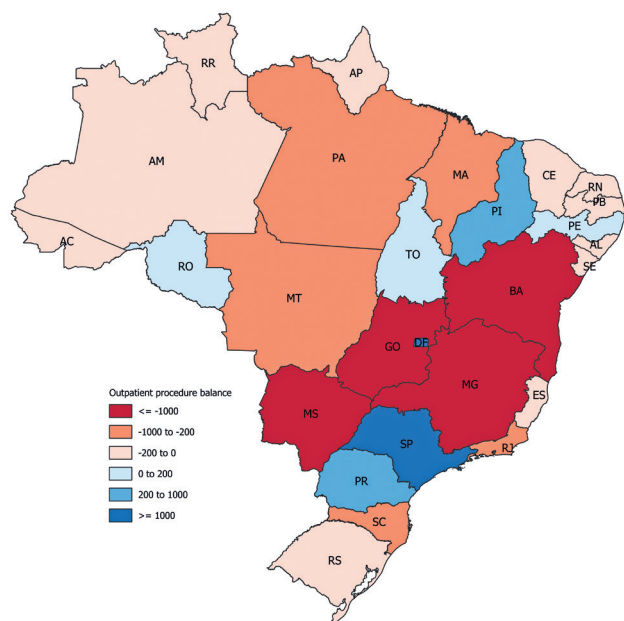 RR
AP
AM
PA
MA
CE
RN
PB
PI
PE
AC
AL
TO
SE
RO
BA
MT
GO
DF
MG
ES
MS
SP
RJ
PR
SC
RS
Outpatient procedure balance
<= -1000
-1000 to -200
-200 to 0
0 to 200
200 to 1000
>= 1000